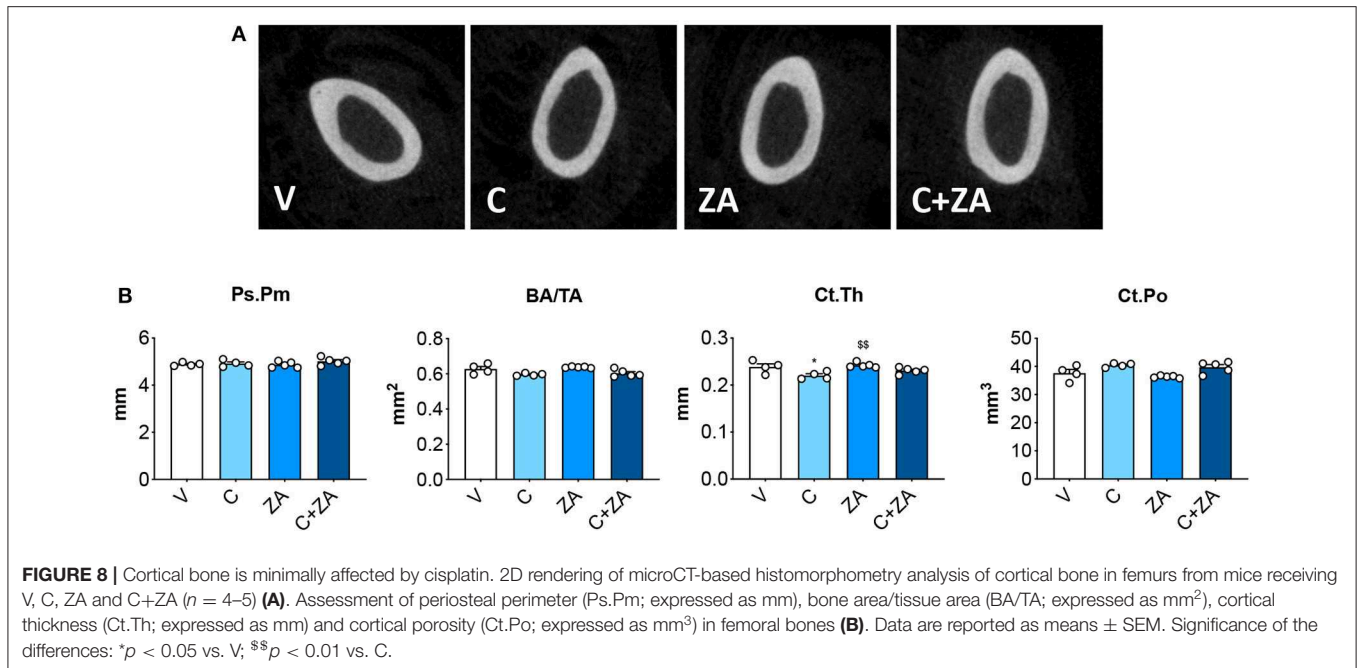 A
V
C
ZA
C+ZA
B
Ps.Pm
BA/TA
Ct.Th
Ct.Po
6
4
2
0
mm
V
C
ZA
C+ZA
0.8
0.6
0.4
0.2
0.0
mm²
V
C
ZA
C+ZA
0.3
0.2
0.1
0.0
mm
*
$$
V
C
ZA
C+ZA
50
40
30
20
10
0
mm³
V
C
ZA
C+ZA
FIGURE 8 | Cortical bone is minimally affected by cisplatin. 2D rendering of microCT-based histomorphometry analysis of cortical bone in femurs from mice receiving
V, C, ZA and C+ZA (n = 4–5) (A). Assessment of periosteal perimeter (Ps.Pm; expressed as mm), bone area/tissue area (BA/TA; expressed as mm²), cortical
thickness (Ct.Th; expressed as mm) and cortical porosity (Ct.Po; expressed as mm³) in femoral bones (B). Data are reported as means ± SEM. Significance of the
differences: *p < 0.05 vs. V; $$p < 0.01 vs. C.